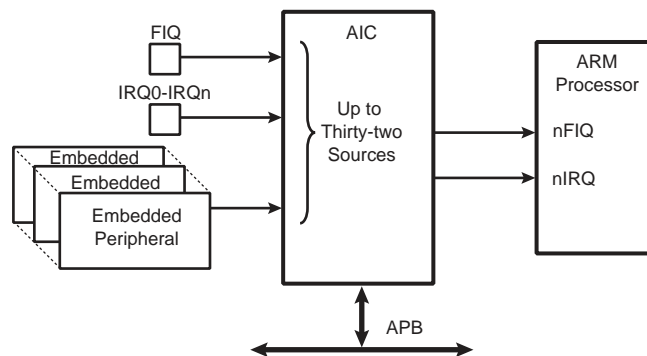 FIQ
IRQ0-IRQn
Embedded
Embedded
Embedded
Peripheral
AIC
Up to
Thirty-two
Sources
ARM
Processor
nFIQ
nIRQ
APB